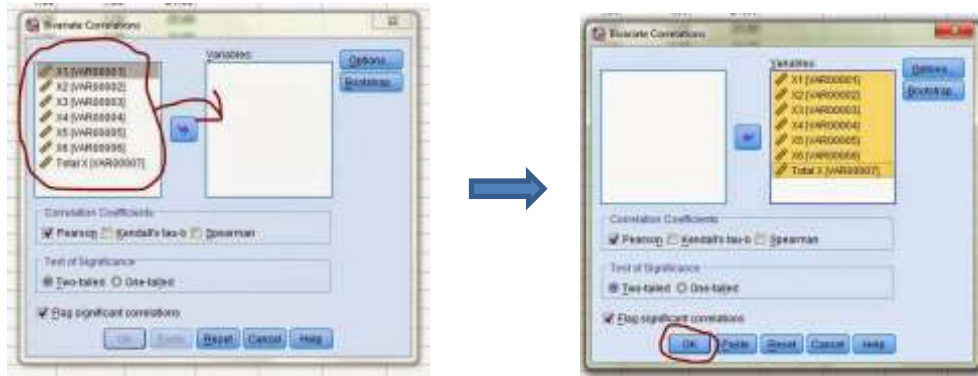 Bivariate Correlations
Variables:
X1 [VAR00001]
X2 [VAR00002]
X3 [VAR00003]
X4 [VAR00004]
X5 [VAR00005]
X6 [VAR00006]
Total X [VAR00007]
Options...
Bootstrap...
Correlation Coefficients
Pearson Kendall's tau-b Spearman
Test of Significance
Two-tailed One-tailed
Flag significant correlations
OK Paste Reset Cancel Help
Bivariate Correlations
Variables:
X1 [VAR00001]
X2 [VAR00002]
X3 [VAR00003]
X4 [VAR00004]
X5 [VAR00005]
X6 [VAR00006]
Total X [VAR00007]
Options...
Bootstrap...
Correlation Coefficients
Pearson Kendall's tau-b Spearman
Test of Significance
Two-tailed One-tailed
Flag significant correlations
OK Paste Reset Cancel Help